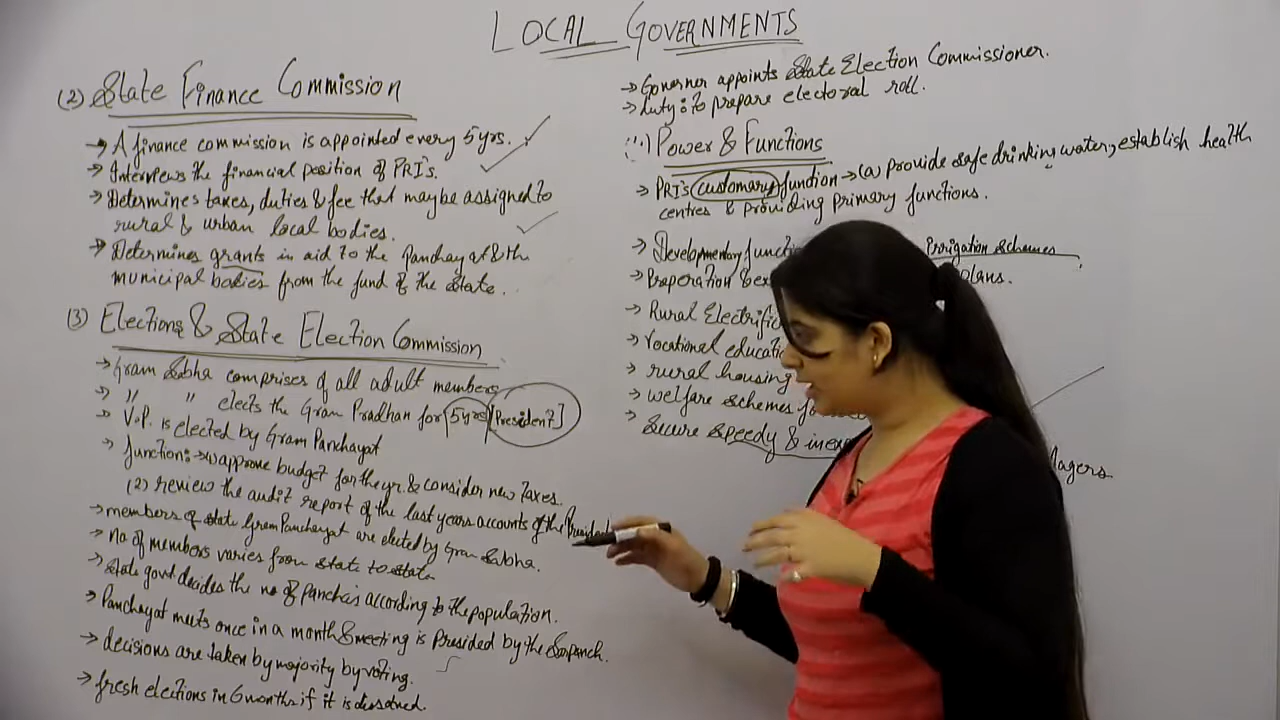 LOCAL GOVERNMENTS
(2) State Finance Commission
→ A finance commission is appointed every 5yrs.
→ Interviews the financial position of PRI's.
→ Determines taxes, duties & fee that may be assigned to
rural & urban local bodies.
→ Determines grants in aid to the Panchayat & the
municipal bodies from the fund of the State.
(3) Elections & State Election Commission
→ Gram Sabha comprises of all adult members
→ " " elects the Gram Pradhan for [5yrs] [President]
→ V.P. is elected by Gram Panchayat
→ function:→ (1) approve budget for the yr. & consider new taxes.
(2) review the audit report of the last years accounts of the
→ members of state Gram Panchayat are elected by Gram Sabha.
→ No of members varies from state to state
→ State govt decides the no of Pancha's according to the population.
→ Panchayat meets once in a month & meeting is presided by the Sarpanch.
→ decisions are taken by majority by voting.
→ fresh elections in 6 months if it is dissolved.
→ Governor appoints State Election Commissioner.
→ duty: to prepare electoral roll.
Power & Functions
→ PRI's customary function → (a) provide safe drinking water, establish health
centres & providing primary functions.
→ Irrigation schemes
→ plans.
→ Rural
→ Vocational
→ rural housing
→ welfare schemes
→ Secure speedy &